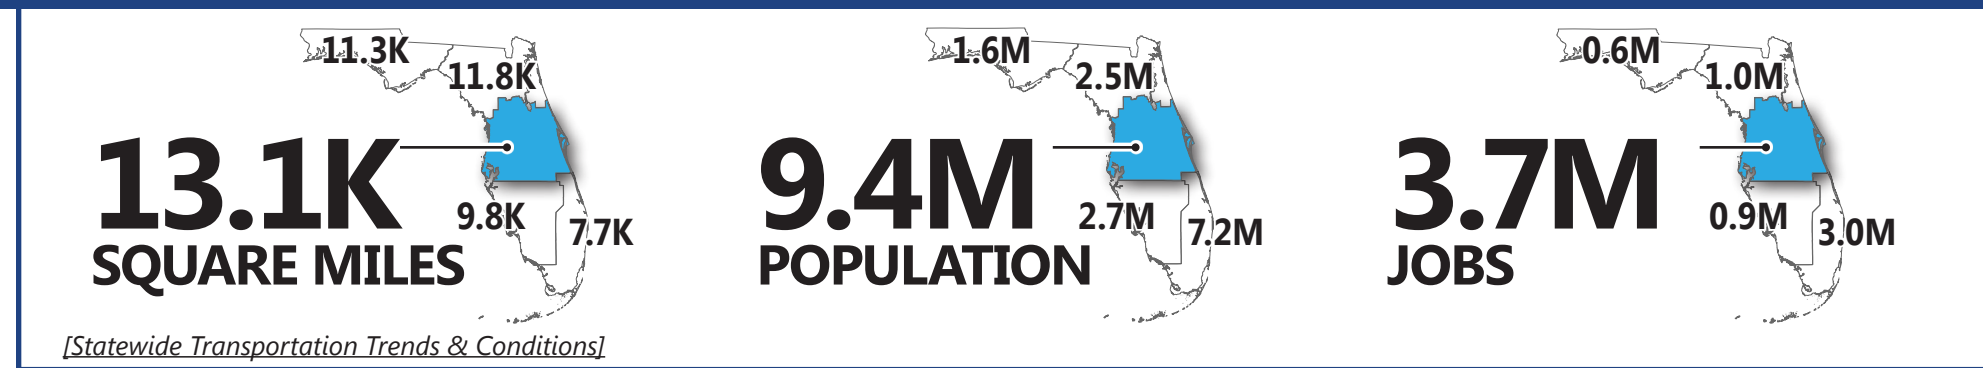 11.3K
11.8K
13.1K
SQUARE MILES
9.8K
7.7K
1.6M
2.5M
9.4M
POPULATION
2.7M
7.2M
0.6M
1.0M
3.7M
JOBS
0.9M
3.0M
[Statewide Transportation Trends & Conditions]